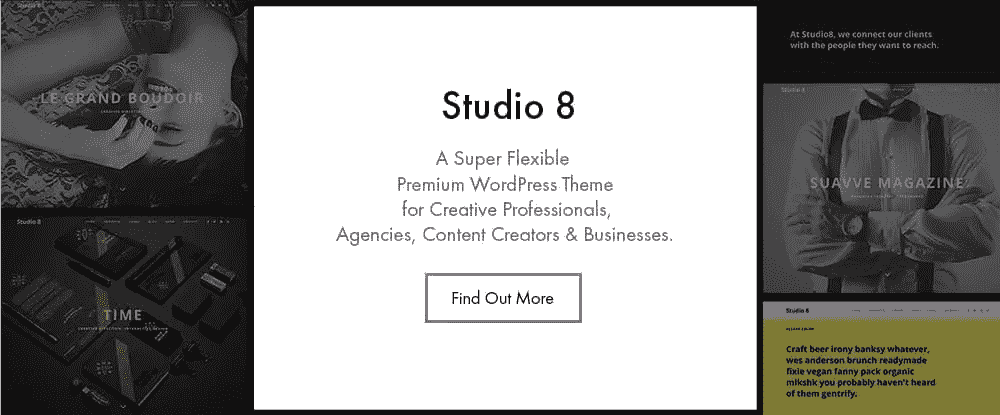 Studio 8
LE GRAND BOUDOIR
Studio 8
TIME
Studio 8
A Super Flexible
Premium WordPress Theme
for Creative Professionals,
Agencies, Content Creators & Businesses.
Find Out More
At Studio8, we connect our clients
with the people they want to reach.
SUAVVE MAGAZINE
Studio 8
Craft beer irony banksy whatever,
wes anderson brunch readymade
fixie vegan fanny pack organic
mlkshk you probably haven't heard
of them gentrify.